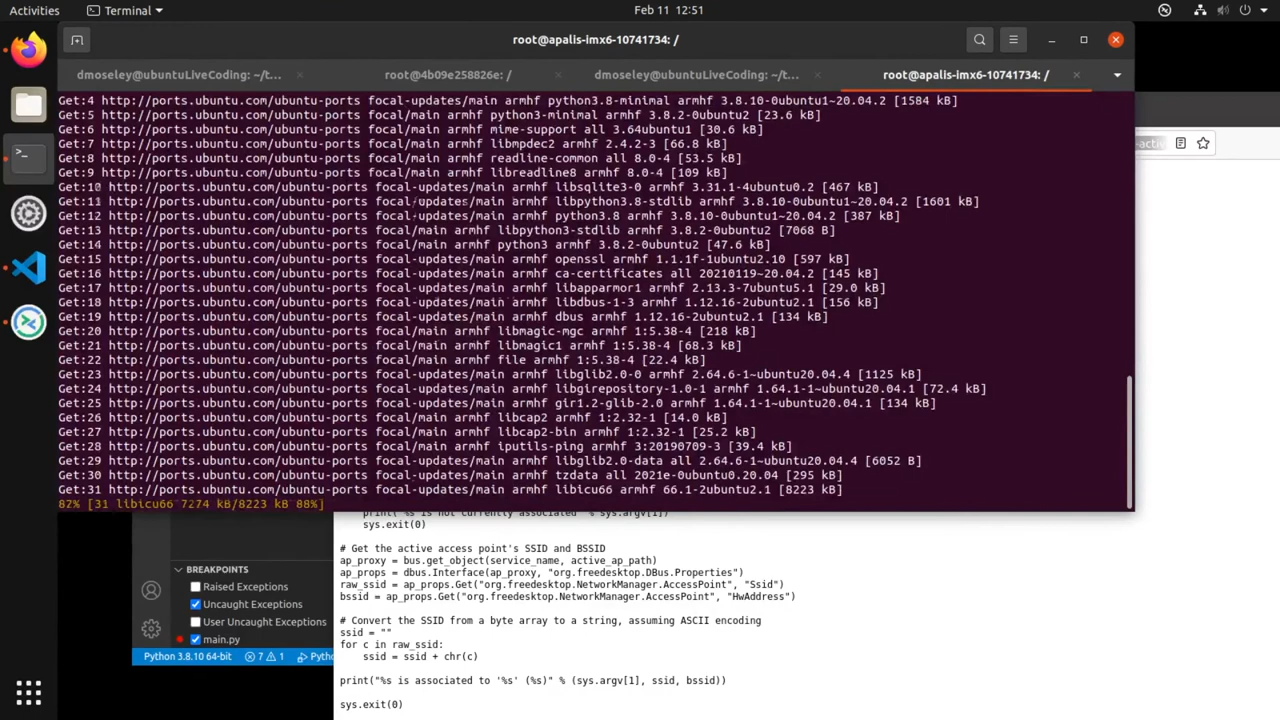 Activities
Terminal
Feb 11 12:51
root@apalis-imx6-10741734: /
dmoseley@ubuntuLiveCoding: ~/t...
root@4b09e258826e: /
dmoseley@ubuntuLiveCoding: ~/t...
root@apalis-imx6-10741734: /
Get:4 http://ports.ubuntu.com/ubuntu-ports focal-updates/main armhf python3.8-minimal armhf 3.8.10-0ubuntu1~20.04.2 [1584 kB]
Get:5 http://ports.ubuntu.com/ubuntu-ports focal/main armhf python3-minimal armhf 3.8.2-0ubuntu2 [23.6 kB]
Get:6 http://ports.ubuntu.com/ubuntu-ports focal/main armhf mime-support all 3.64ubuntu1 [30.6 kB]
Get:7 http://ports.ubuntu.com/ubuntu-ports focal/main armhf libmpdec2 armhf 2.4.2-3 [66.8 kB]
Get:8 http://ports.ubuntu.com/ubuntu-ports focal/main armhf readline-common all 8.0-4 [53.5 kB]
Get:9 http://ports.ubuntu.com/ubuntu-ports focal/main armhf libreadline8 armhf 8.0-4 [109 kB]
Get:10 http://ports.ubuntu.com/ubuntu-ports focal-updates/main armhf libsqlite3-0 armhf 3.31.1-4ubuntu0.2 [467 kB]
Get:11 http://ports.ubuntu.com/ubuntu-ports focal-updates/main armhf libpython3.8-stdlib armhf 3.8.10-0ubuntu1~20.04.2 [1601 kB]
Get:12 http://ports.ubuntu.com/ubuntu-ports focal-updates/main armhf python3.8 armhf 3.8.10-0ubuntu1~20.04.2 [387 kB]
Get:13 http://ports.ubuntu.com/ubuntu-ports focal/main armhf libpython3-stdlib armhf 3.8.2-0ubuntu2 [7068 B]
Get:14 http://ports.ubuntu.com/ubuntu-ports focal/main armhf python3 armhf 3.8.2-0ubuntu2 [47.6 kB]
Get:15 http://ports.ubuntu.com/ubuntu-ports focal-updates/main armhf openssl armhf 1.1.1f-1ubuntu2.10 [597 kB]
Get:16 http://ports.ubuntu.com/ubuntu-ports focal-updates/main armhf ca-certificates all 20210119~20.04.2 [145 kB]
Get:17 http://ports.ubuntu.com/ubuntu-ports focal-updates/main armhf libapparmor1 armhf 2.13.3-7ubuntu5.1 [29.0 kB]
Get:18 http://ports.ubuntu.com/ubuntu-ports focal-updates/main armhf libdbus-1-3 armhf 1.12.16-2ubuntu2.1 [156 kB]
Get:19 http://ports.ubuntu.com/ubuntu-ports focal-updates/main armhf dbus armhf 1.12.16-2ubuntu2.1 [134 kB]
Get:20 http://ports.ubuntu.com/ubuntu-ports focal/main armhf libmagic-mgc armhf 1:5.38-4 [218 kB]
Get:21 http://ports.ubuntu.com/ubuntu-ports focal/main armhf libmagic1 armhf 1:5.38-4 [68.3 kB]
Get:22 http://ports.ubuntu.com/ubuntu-ports focal/main armhf file armhf 1:5.38-4 [22.4 kB]
Get:23 http://ports.ubuntu.com/ubuntu-ports focal-updates/main armhf libglib2.0-0 armhf 2.64.6-1~ubuntu20.04.4 [1125 kB]
Get:24 http://ports.ubuntu.com/ubuntu-ports focal-updates/main armhf libgirepository-1.0-1 armhf 1.64.1-1~ubuntu20.04.1 [72.4 kB]
Get:25 http://ports.ubuntu.com/ubuntu-ports focal-updates/main armhf gir1.2-glib-2.0 armhf 1.64.1-1~ubuntu20.04.1 [134 kB]
Get:26 http://ports.ubuntu.com/ubuntu-ports focal/main armhf libcap2 armhf 1:2.32-1 [14.0 kB]
Get:27 http://ports.ubuntu.com/ubuntu-ports focal/main armhf libcap2-bin armhf 1:2.32-1 [25.2 kB]
Get:28 http://ports.ubuntu.com/ubuntu-ports focal/main armhf iputils-ping armhf 3:20190709-3 [39.4 kB]
Get:29 http://ports.ubuntu.com/ubuntu-ports focal-updates/main armhf libglib2.0-data all 2.64.6-1~ubuntu20.04.4 [6052 B]
Get:30 http://ports.ubuntu.com/ubuntu-ports focal-updates/main armhf tzdata all 2021e-0ubuntu0.20.04 [295 kB]
Get:31 http://ports.ubuntu.com/ubuntu-ports focal-updates/main armhf libicu66 armhf 66.1-2ubuntu2.1 [8223 kB]
82% [31 libicu66 7274 kB/8223 kB 88%]
print("%s is not currently associated" % sys.argv[1])
sys.exit(0)
# Get the active access point's SSID and BSSID
ap_proxy = bus.get_object(service_name, active_ap_path)
ap_props = dbus.Interface(ap_proxy, "org.freedesktop.DBus.Properties")
raw_ssid = ap_props.Get("org.freedesktop.NetworkManager.AccessPoint", "Ssid")
bssid = ap_props.Get("org.freedesktop.NetworkManager.AccessPoint", "HwAddress")
# Convert the SSID from a byte array to a string, assuming ASCII encoding
ssid = ""
for c in raw_ssid:
ssid = ssid + chr(c)
print("%s is associated to '%s' (%s)" % (sys.argv[1], ssid, bssid))
sys.exit(0)
BREAKPOINTS
Raised Exceptions
Uncaught Exceptions
User Uncaught Exceptions
main.py
Python 3.8.10 64-bit
7
1
Pytho